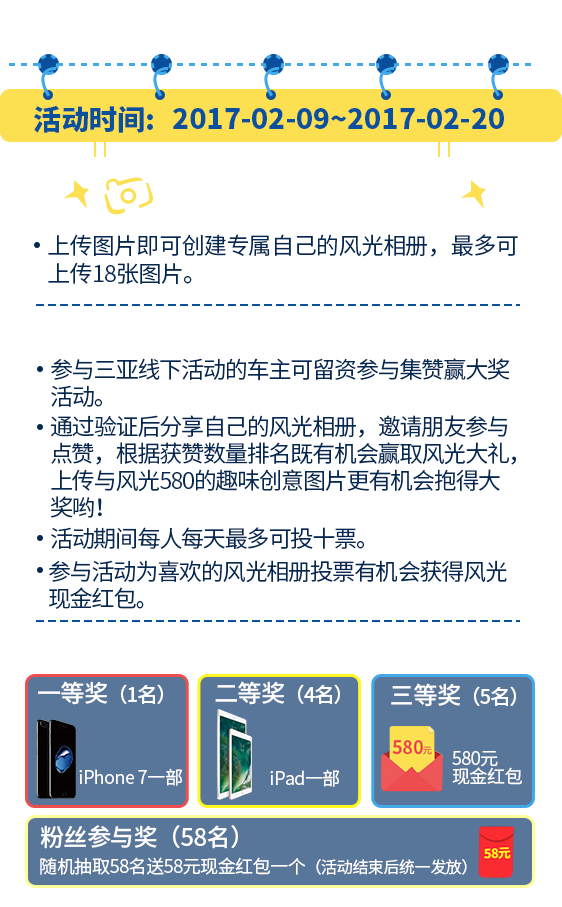 活动时间：2017-02-09~2017-02-20
• 上传图片即可创建专属自己的风光相册，最多可
上传18张图片。
• 参与三亚线下活动的车主可留资参与集赞赢大奖
活动。
• 通过验证后分享自己的风光相册，邀请朋友参与
点赞，根据获赞数量排名既有机会赢取风光大礼，
上传与风光580的趣味创意图片更有机会抱得大
奖哟！
• 活动期间每人每天最多可投十票。
• 参与活动为喜欢的风光相册投票有机会获得风光
现金红包。
一等奖（1名）
iPhone 7一部
二等奖（4名）
iPad一部
三等奖（5名）
580元
580元
现金红包
粉丝参与奖（58名）
随机抽取58名送58元现金红包一个（活动结束后统一发放）
58元